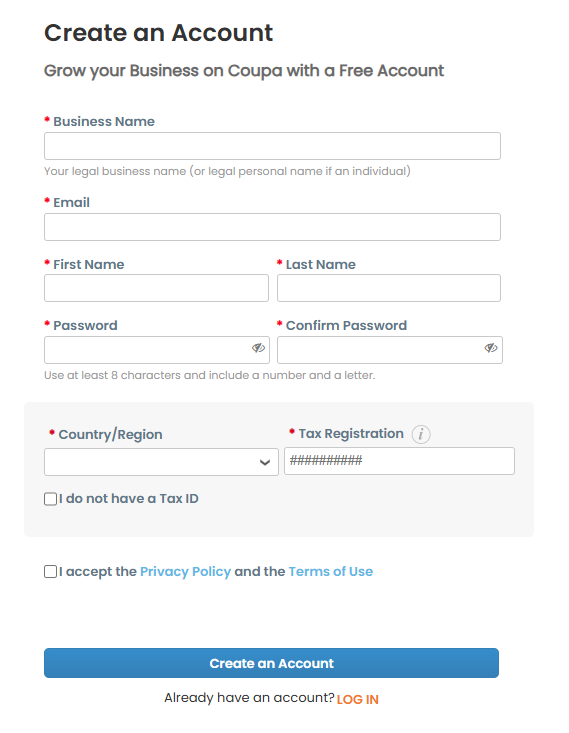 Create an Account
Grow your Business on Coupa with a Free Account
* Business Name
Your legal business name (or legal personal name if an individual)
* Email
* First Name * Last Name
* Password * Confirm Password
Use at least 8 characters and include a number and a letter.
* Country/Region * Tax Registration i
##########
I do not have a Tax ID
I accept the Privacy Policy and the Terms of Use
Create an Account
Already have an account? LOG IN